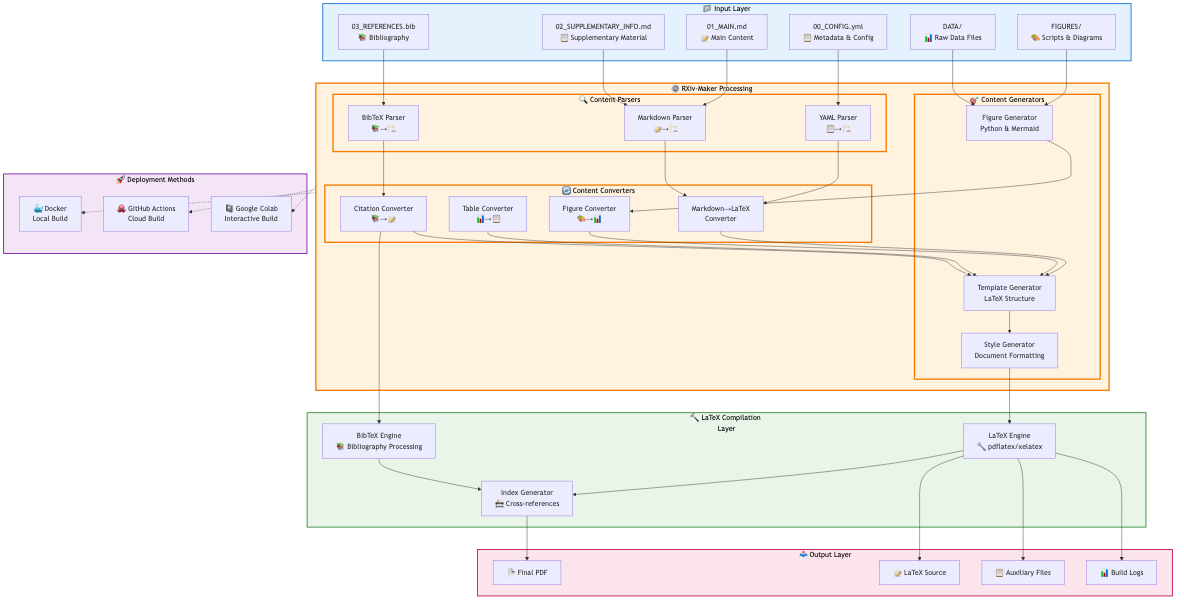 Input Layer
03_REFERENCES.bib
📚 Bibliography
02_SUPPLEMENTARY_INFO.md
📋 Supplementary Material
01_MAIN.md
📝 Main Content
00_CONFIG.yml
📋 Metadata & Config
DATA/
📊 Raw Data Files
FIGURES/
🎨 Scripts & Diagrams
⚙️ RXiv-Maker Processing
🔍 Content Parsers
BibTeX Parser
📚→
Markdown Parser
📝→
YAML Parser
📋→
🎯 Content Generators
Figure Generator
Python & Mermaid
🚀 Deployment Methods
🐳 Docker
Local Build
🐙 GitHub Actions
Cloud Build
Google Colab
Interactive Build
🔄 Content Converters
Citation Converter
📚→📝
Table Converter
📊→📋
Figure Converter
🎨→📊
Markdown→LaTeX
Converter
Template Generator
LaTeX Structure
Style Generator
Document Formatting
🔨 LaTeX Compilation
Layer
BibTeX Engine
📚 Bibliography Processing
LaTeX Engine
🔧 pdflatex/xelatex
Index Generator
📇 Cross-references
📤 Output Layer
📄 Final PDF
📝 LaTeX Source
📋 Auxiliary Files
📊 Build Logs